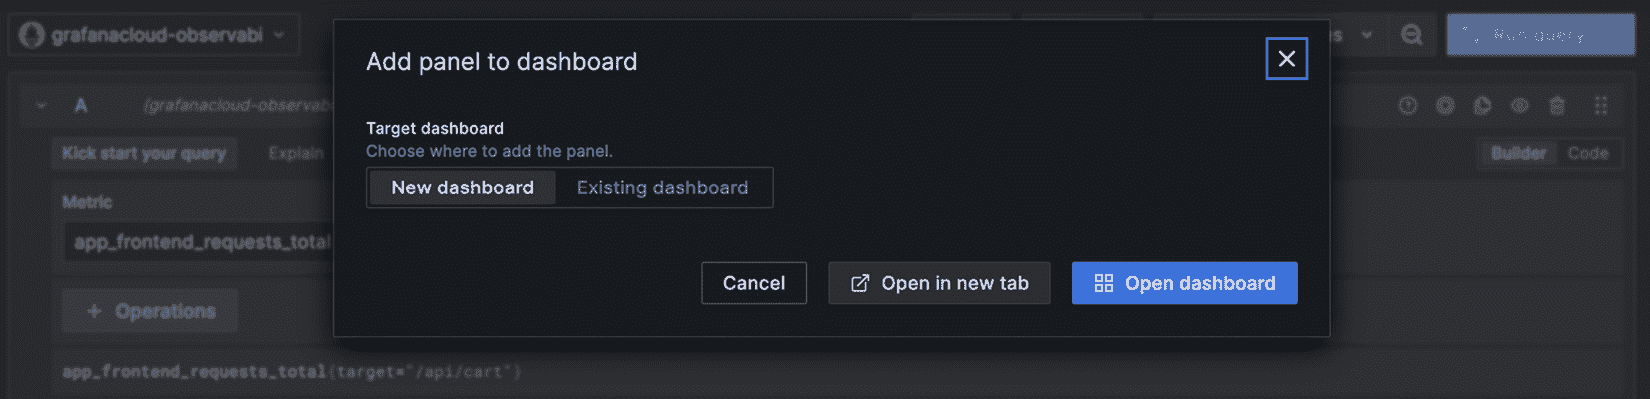 grafanacloud-observabi
Run query
Add panel to dashboard
A
(grafanacloud-observab
Target dashboard
Choose where to add the panel.
Kick start your query
Explain
Builder
Code
New dashboard
Existing dashboard
Metric
app_frontend_requests_total
Cancel
Open in new tab
Open dashboard
+ Operations
app_frontend_requests_total{target="/api/cart"}